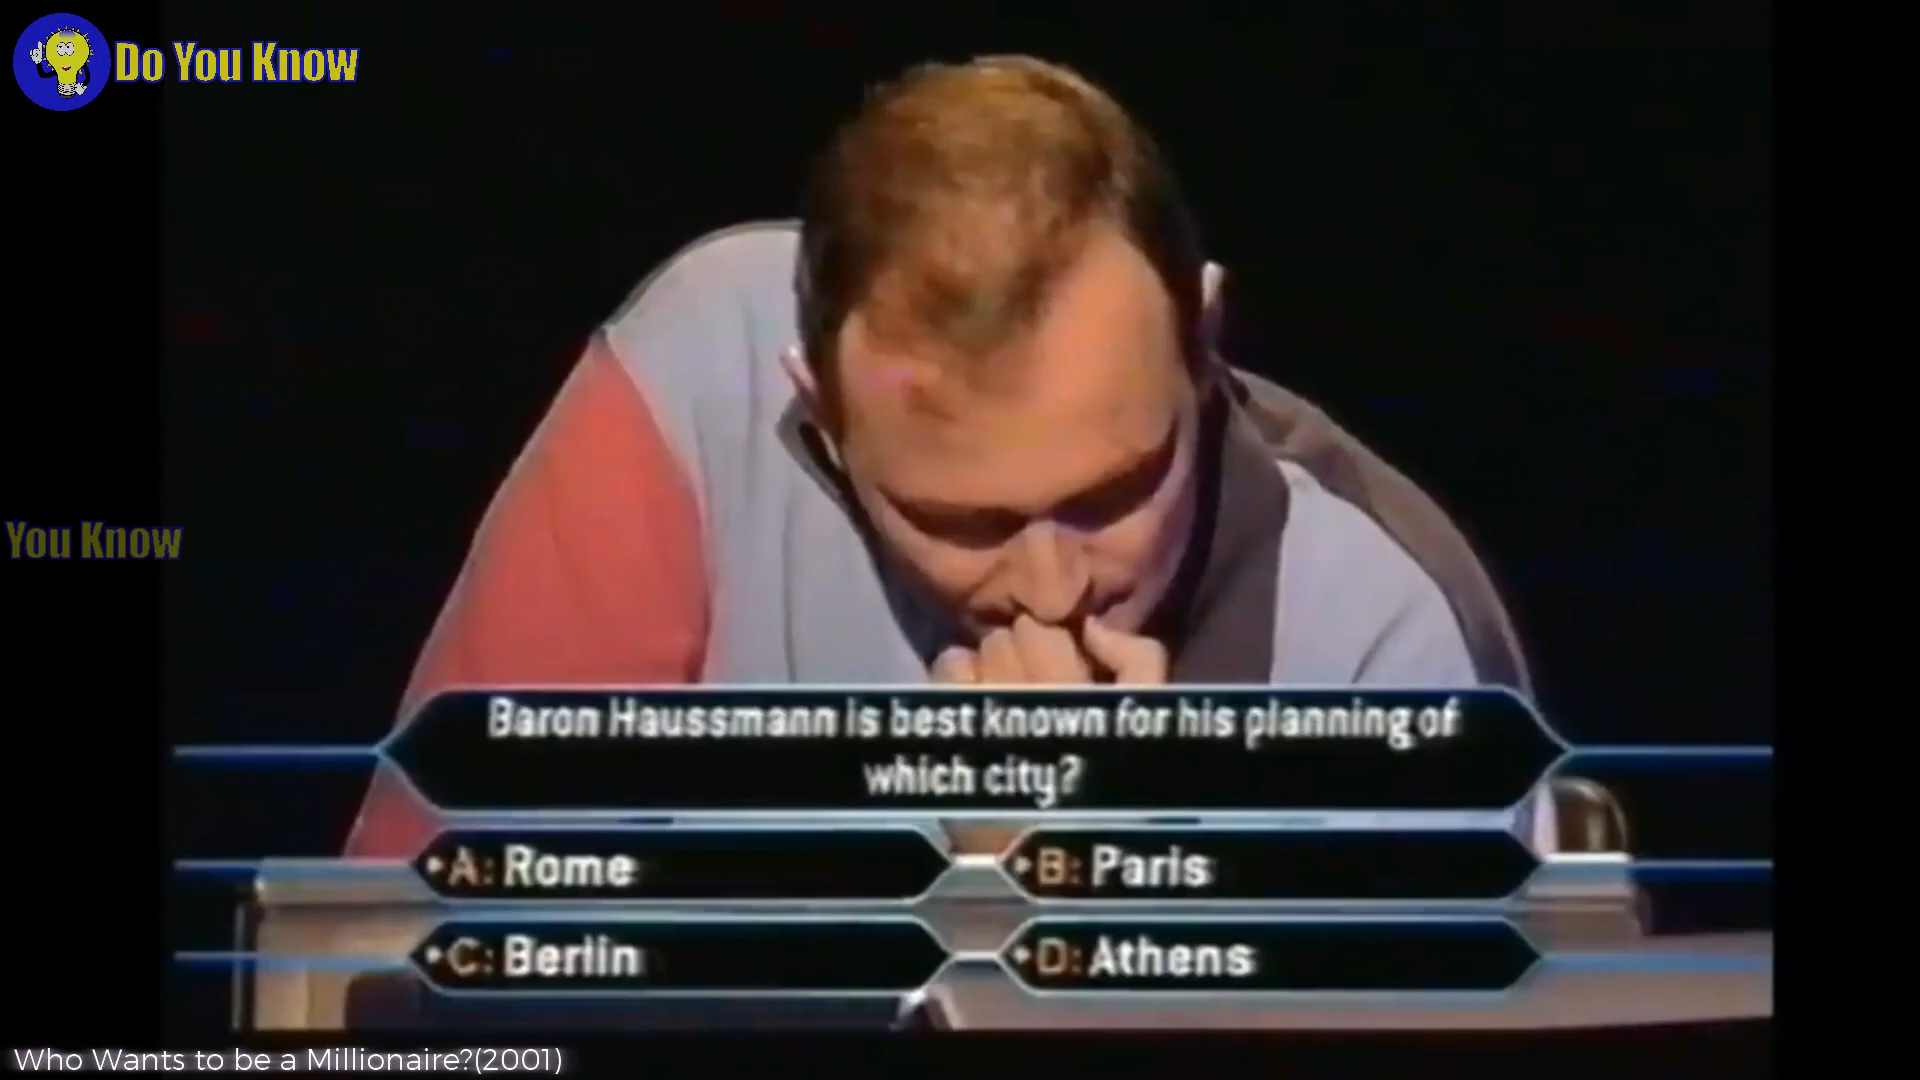 Do You Know
You Know
Baron Haussmann is best known for his planning of
which city?
•A: Rome
•B: Paris
•C: Berlin
•D: Athens
Who Wants to be a Millionaire?(2001)